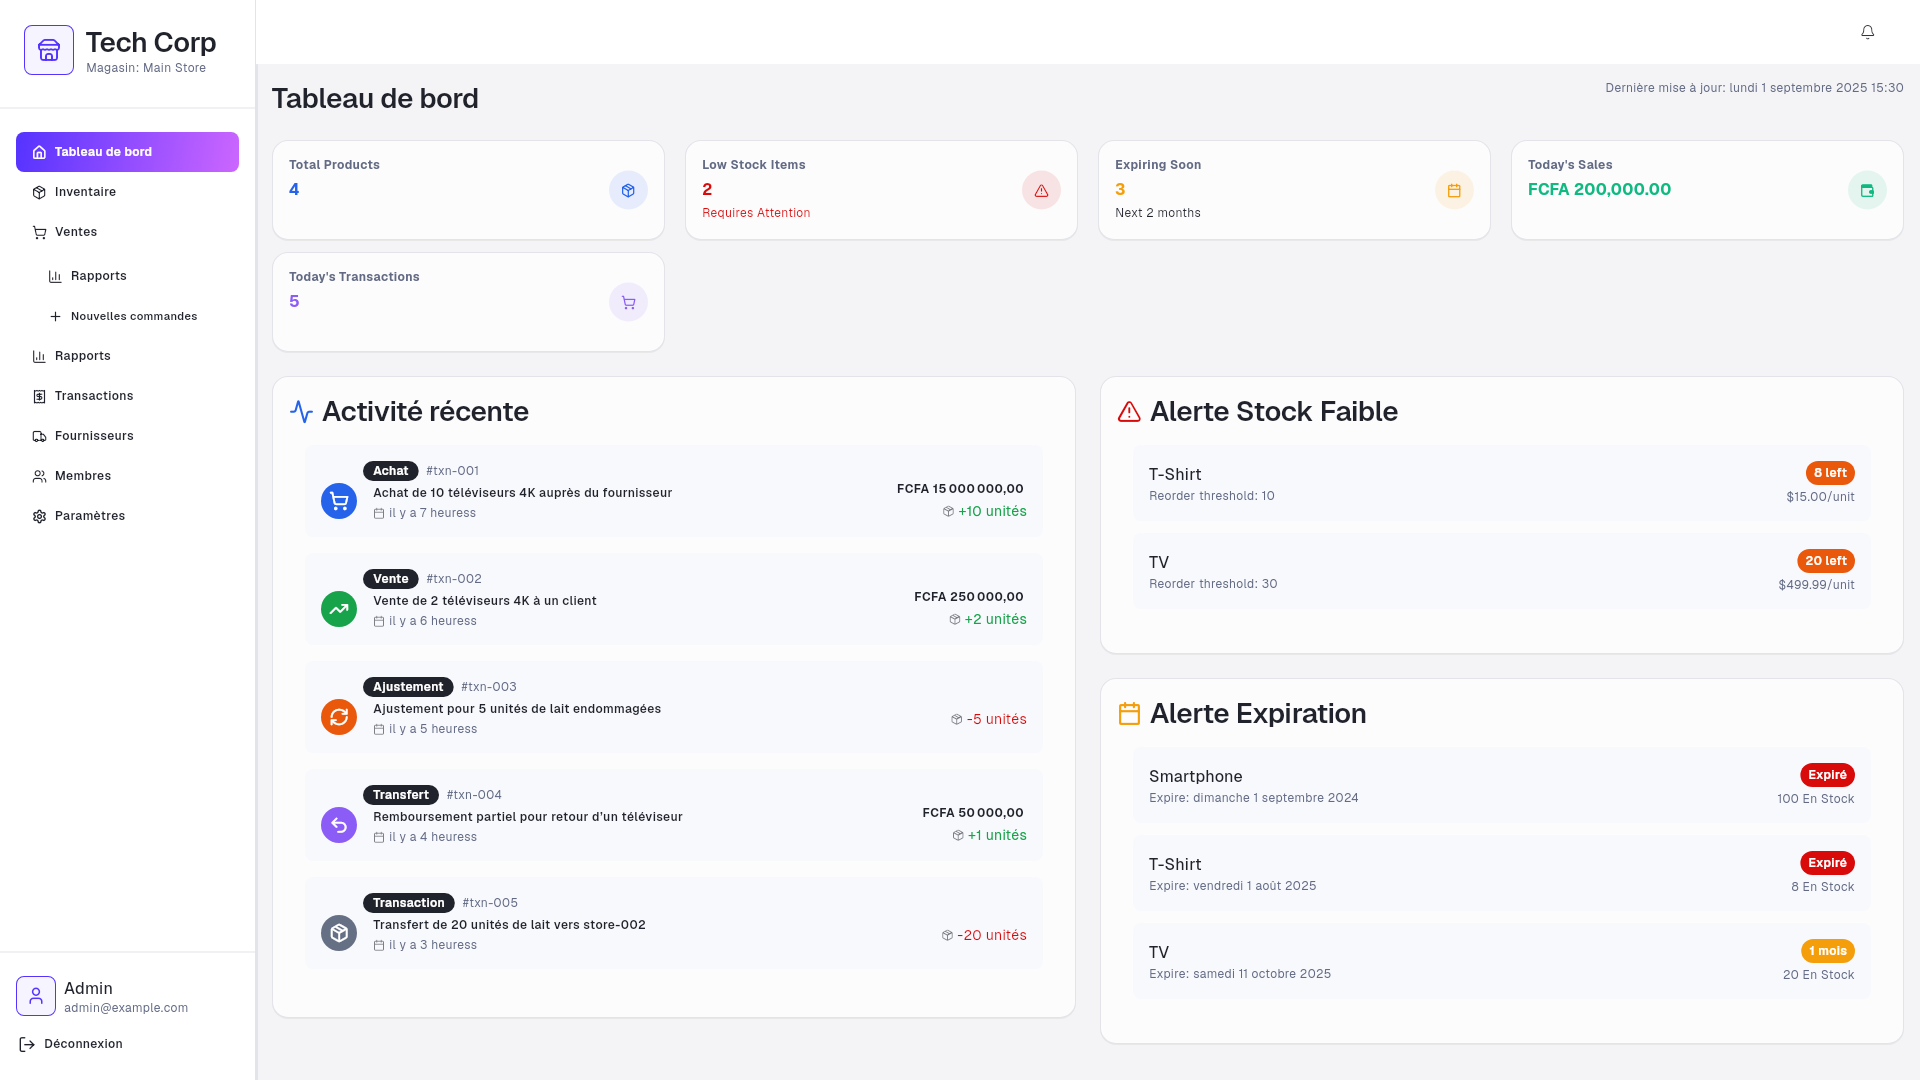 Tech Corp
Magasin: Main Store
Tableau de bord
Inventaire
Ventes
Rapports
Nouvelles commandes
Rapports
Transactions
Fournisseurs
Membres
Paramètres
Admin
admin@example.com
Déconnexion
Tableau de bord
Dernière mise à jour: lundi 1 septembre 2025 15:30
Total Products
4
Low Stock Items
2
Requires Attention
Expiring Soon
3
Next 2 months
Today's Sales
FCFA 200,000.00
Today's Transactions
5
Activité récente
Achat #txn-001
Achat de 10 téléviseurs 4K auprès du fournisseur
il y a 7 heuress
FCFA 15 000 000,00
+10 unités
Vente #txn-002
Vente de 2 téléviseurs 4K à un client
il y a 6 heuress
FCFA 250 000,00
+2 unités
Ajustement #txn-003
Ajustement pour 5 unités de lait endommagées
il y a 5 heuress
-5 unités
Transfert #txn-004
Remboursement partiel pour retour d'un téléviseur
il y a 4 heuress
FCFA 50 000,00
+1 unités
Transaction #txn-005
Transfert de 20 unités de lait vers store-002
il y a 3 heuress
-20 unités
Alerte Stock Faible
T-Shirt
Reorder threshold: 10
8 left
$15.00/unit
TV
Reorder threshold: 30
20 left
$499.99/unit
Alerte Expiration
Smartphone
Expire: dimanche 1 septembre 2024
Expiré
100 En Stock
T-Shirt
Expire: vendredi 1 août 2025
Expiré
8 En Stock
TV
Expire: samedi 11 octobre 2025
1 mois
20 En Stock